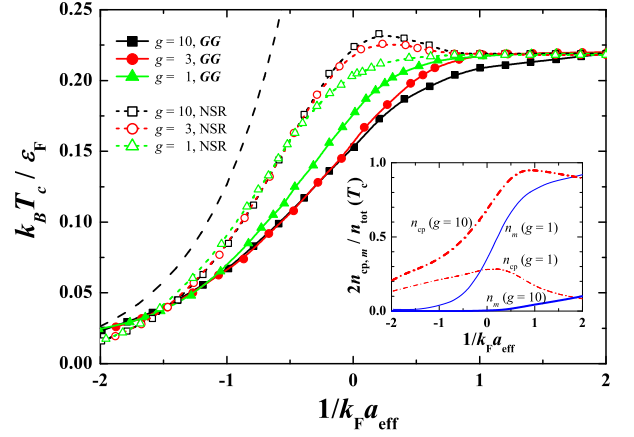 0.25
0.20
0.15
0.10
0.05
0.00
k_B T_c / ε_F
g = 10, GG
g = 3, GG
g = 1, GG
g = 10, NSR
g = 3, NSR
g = 1, NSR
-2
-1
0
1
2
1/k_F a_eff
1.0
0.5
0.0
2n_cp, m / n_tot (T_c)
n_cp (g = 10)
n_m (g = 1)
n_cp (g = 1)
n_m (g = 10)
-2
-1
0
1
2
1/k_F a_eff